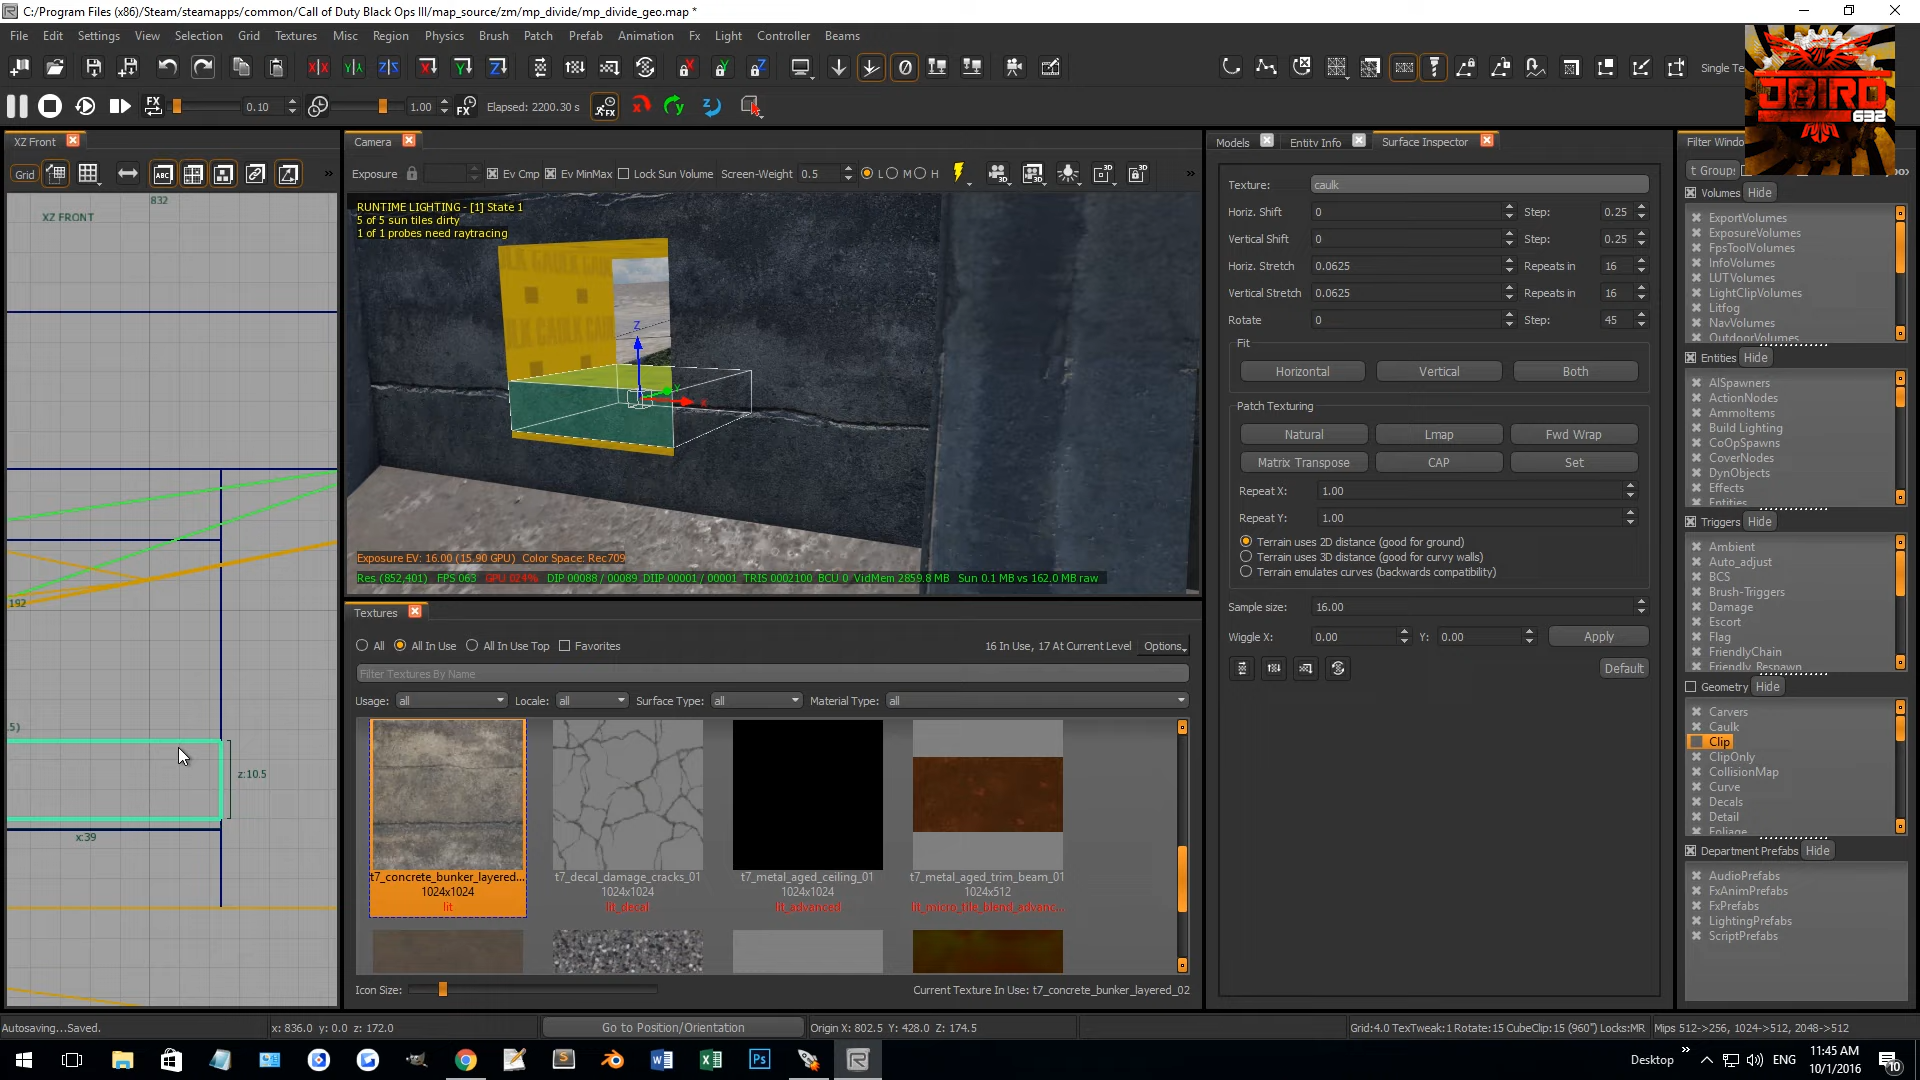 C:/Program Files (x86)/Steam/steamapps/common/Call of Duty Black Ops III/map_source/zm/mp_divide/mp_divide_geo.map *
File Edit Settings View Selection Grid Textures Misc Region Physics Brush Patch Prefab Animation Fx Light Controller Beams
Single Te
JBIRD
632
FX 0.10 1.00 FX Elapsed: 2200.30 s
XZ Front
Camera
Models Entity Info Surface Inspector
Filter Windo
Grid
Exposure Ev Cmp Ev MinMax Lock Sun Volume Screen-Weight 0.5 L M H
832
XZ FRONT
192
.5)
z:10.5
x:39
RUNTIME LIGHTING - [1] State 1
5 of 5 sun tiles dirty
1 of 1 probes need raytracing
Z
Exposure EV: 16.00 (15.90 GPU) Color Space: Rec709
Res (852,401) FPS 063 GPU 024% DIP 00088 / 00089 DIIP 00001 / 00001 TRIS 0002100 BCU 0 VidMem 2859.8 MB Sun 0.1 MB vs 162.0 MB raw
Textures
All All In Use All In Use Top Favorites 16 In Use, 17 At Current Level Options
Filter Textures By Name
Usage: all Locale: all Surface Type: all Material Type: all
t7_concrete_bunker_layered...
1024x1024
lit
t7_decal_damage_cracks_01
1024x1024
lit_decal
t7_metal_aged_ceiling_01
1024x1024
lit_advanced
t7_metal_aged_trim_beam_01
1024x512
lit_micro_tile_blend_advanc...
Icon Size: Current Texture In Use: t7_concrete_bunker_layered_02
Texture: caulk
Horiz. Shift 0 Step: 0.25
Vertical Shift 0 Step: 0.25
Horiz. Stretch 0.0625 Repeats in 16
Vertical Stretch 0.0625 Repeats in 16
Rotate 0 Step: 45
Fit
Horizontal Vertical Both
Patch Texturing
Natural Lmap Fwd Wrap
Matrix Transpose CAP Set
Repeat X: 1.00
Repeat Y: 1.00
Terrain uses 2D distance (good for ground)
Terrain uses 3D distance (good for curvy walls)
Terrain emulates curves (backwards compatibility)
Sample size: 16.00
Wiggle X: 0.00 Y: 0.00 Apply
Default
t Groups
Volumes Hide
ExportVolumes
ExposureVolumes
FpsToolVolumes
InfoVolumes
LUTVolumes
LightClipVolumes
Litfog
NavVolumes
OutdoorVolumes
Entities Hide
AISpawners
ActionNodes
AmmoItems
Build Lighting
CoOpSpawns
CoverNodes
DynObjects
Effects
Entities
Triggers Hide
Ambient
Auto_adjust
BCS
Brush-Triggers
Damage
Escort
Flag
FriendlyChain
Friendly_Respawn
Geometry Hide
Carvers
Caulk
Clip
ClipOnly
CollisionMap
Curve
Decals
Detail
Foliage
Department Prefabs Hide
AudioPrefabs
FxAnimPrefabs
FxPrefabs
LightingPrefabs
ScriptPrefabs
Autosaving...Saved. x: 836.0 y: 0.0 z: 172.0 Go to Position/Orientation Origin X: 802.5 Y: 428.0 Z: 174.5 Grid:4.0 TexTweak:1 Rotate:15 CubeClip:15 (960") Locks:MR Mips 512->256, 1024->512, 2048->512
Desktop ENG 11:45 AM
10/1/2016
10